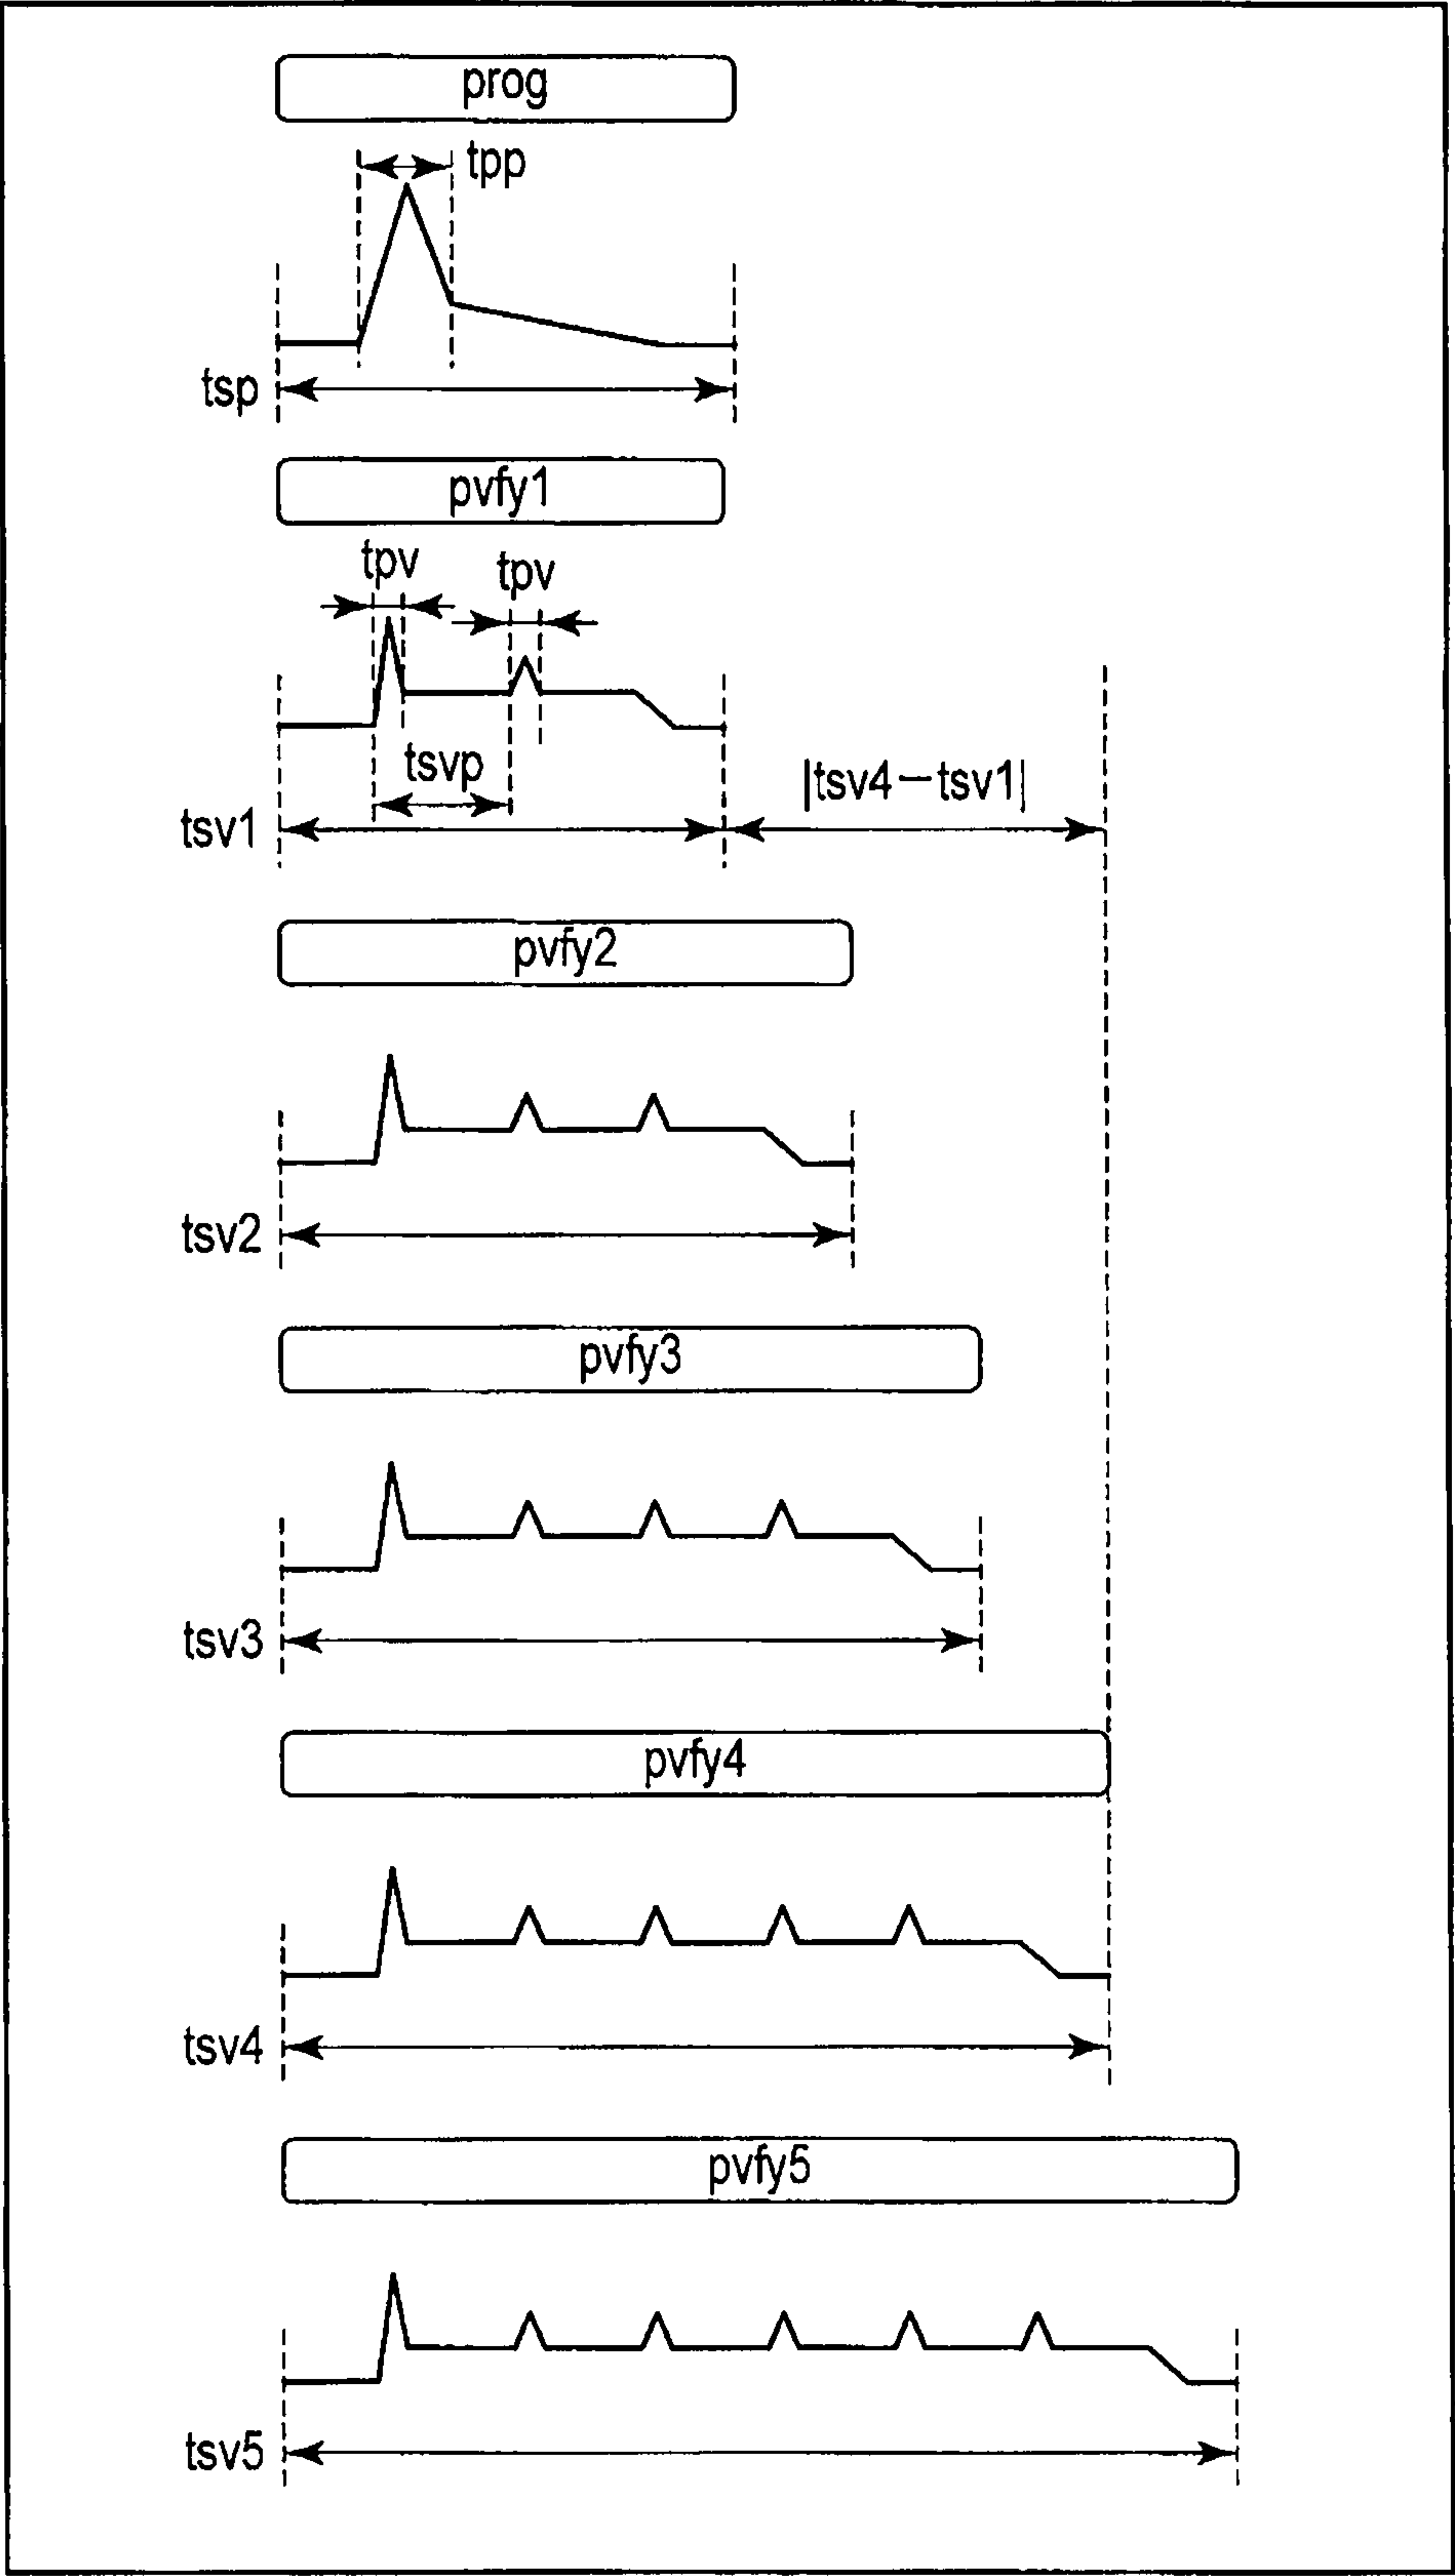 prog
tpp
tsp
pvfy1
tpv
tpv
tsvp
|tsv4−tsv1|
tsv1
pvfy2
tsv2
pvfy3
tsv3
pvfy4
tsv4
pvfy5
tsv5